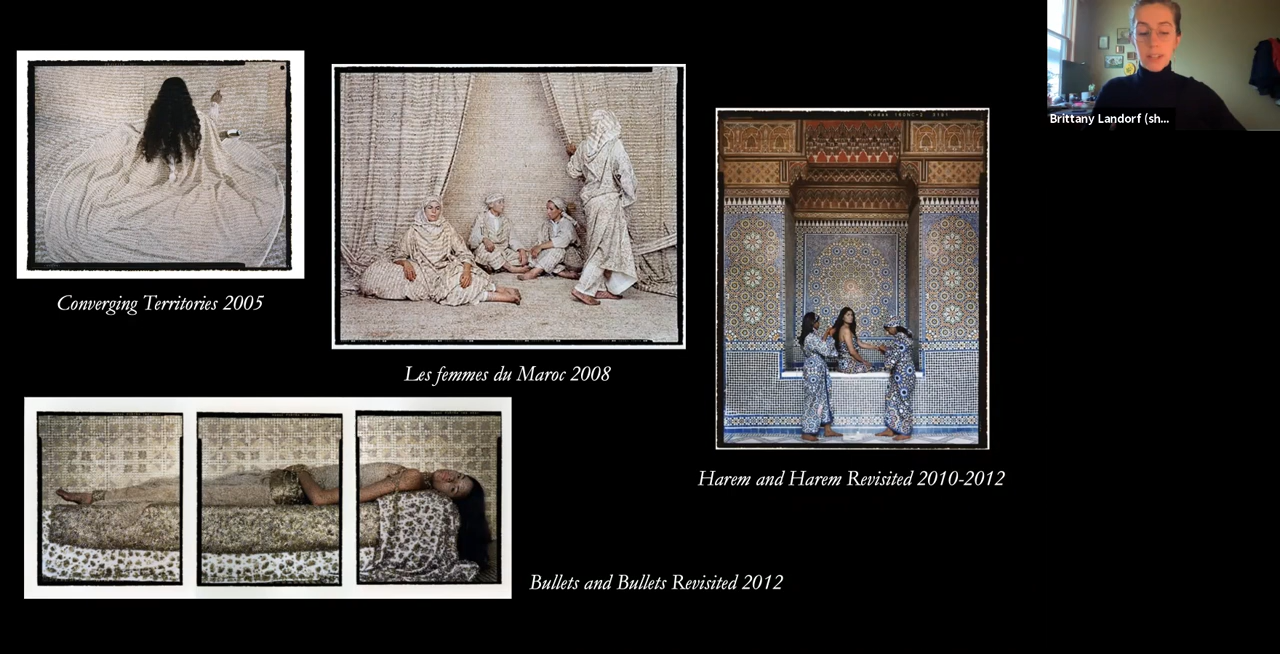 Brittany Landorf (sh...
Converging Territories 2005
Les femmes du Maroc 2008
Harem and Harem Revisited 2010-2012
Bullets and Bullets Revisited 2012